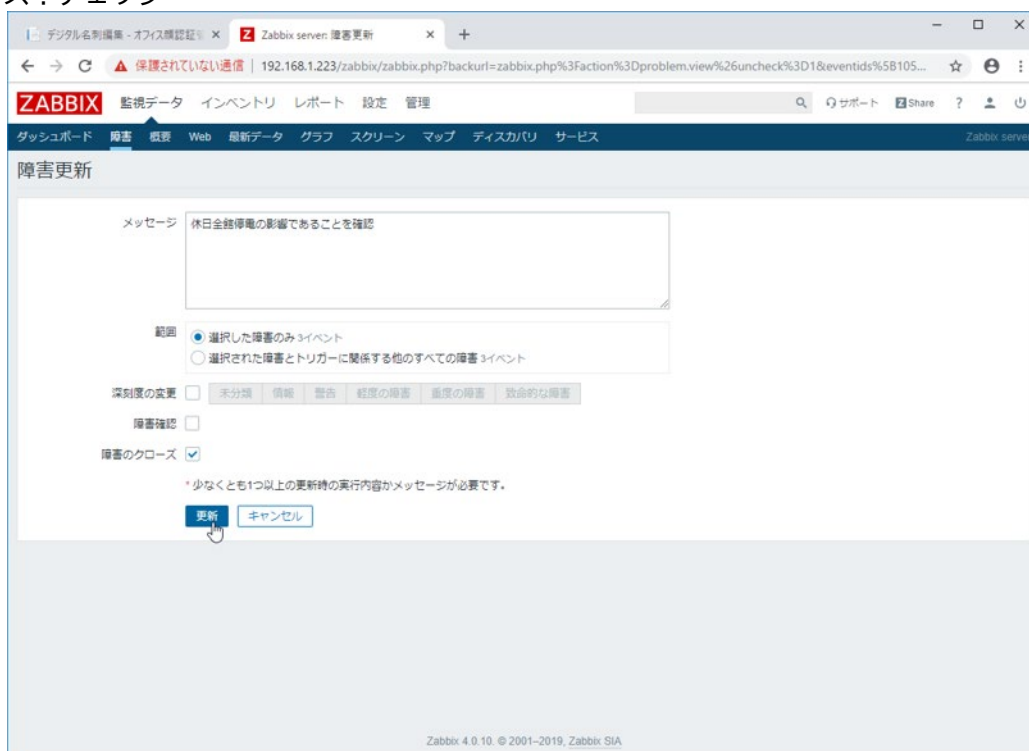 ス：チェック
デジタル名刺編集 - オフィス顔認証
Zabbix server: 障害更新
保護されていない通信 | 192.168.1.223/zabbix/zabbix.php?backurl=zabbix.php%3Faction%3Dproblem.view%26uncheck%3D1&eventids%5B105...
ZABBIX 監視データ インベントリ レポート 設定 管理 サポート Z Share ?
ダッシュボード 障害 概要 Web 最新データ グラフ スクリーン マップ ディスカバリ サービス Zabbix server
障害更新
メッセージ 休日全館停電の影響であることを確認
範囲 選択した障害のみ 3イベント
選択された障害とトリガーに関係する他のすべての障害 3イベント
深刻度の変更 未分類 情報 警告 軽度の障害 重度の障害 致命的な障害
障害確認
障害のクローズ
*少なくとも1つ以上の更新時の実行内容かメッセージが必要です。
更新 キャンセル
Zabbix 4.0.10. © 2001–2019, Zabbix SIA